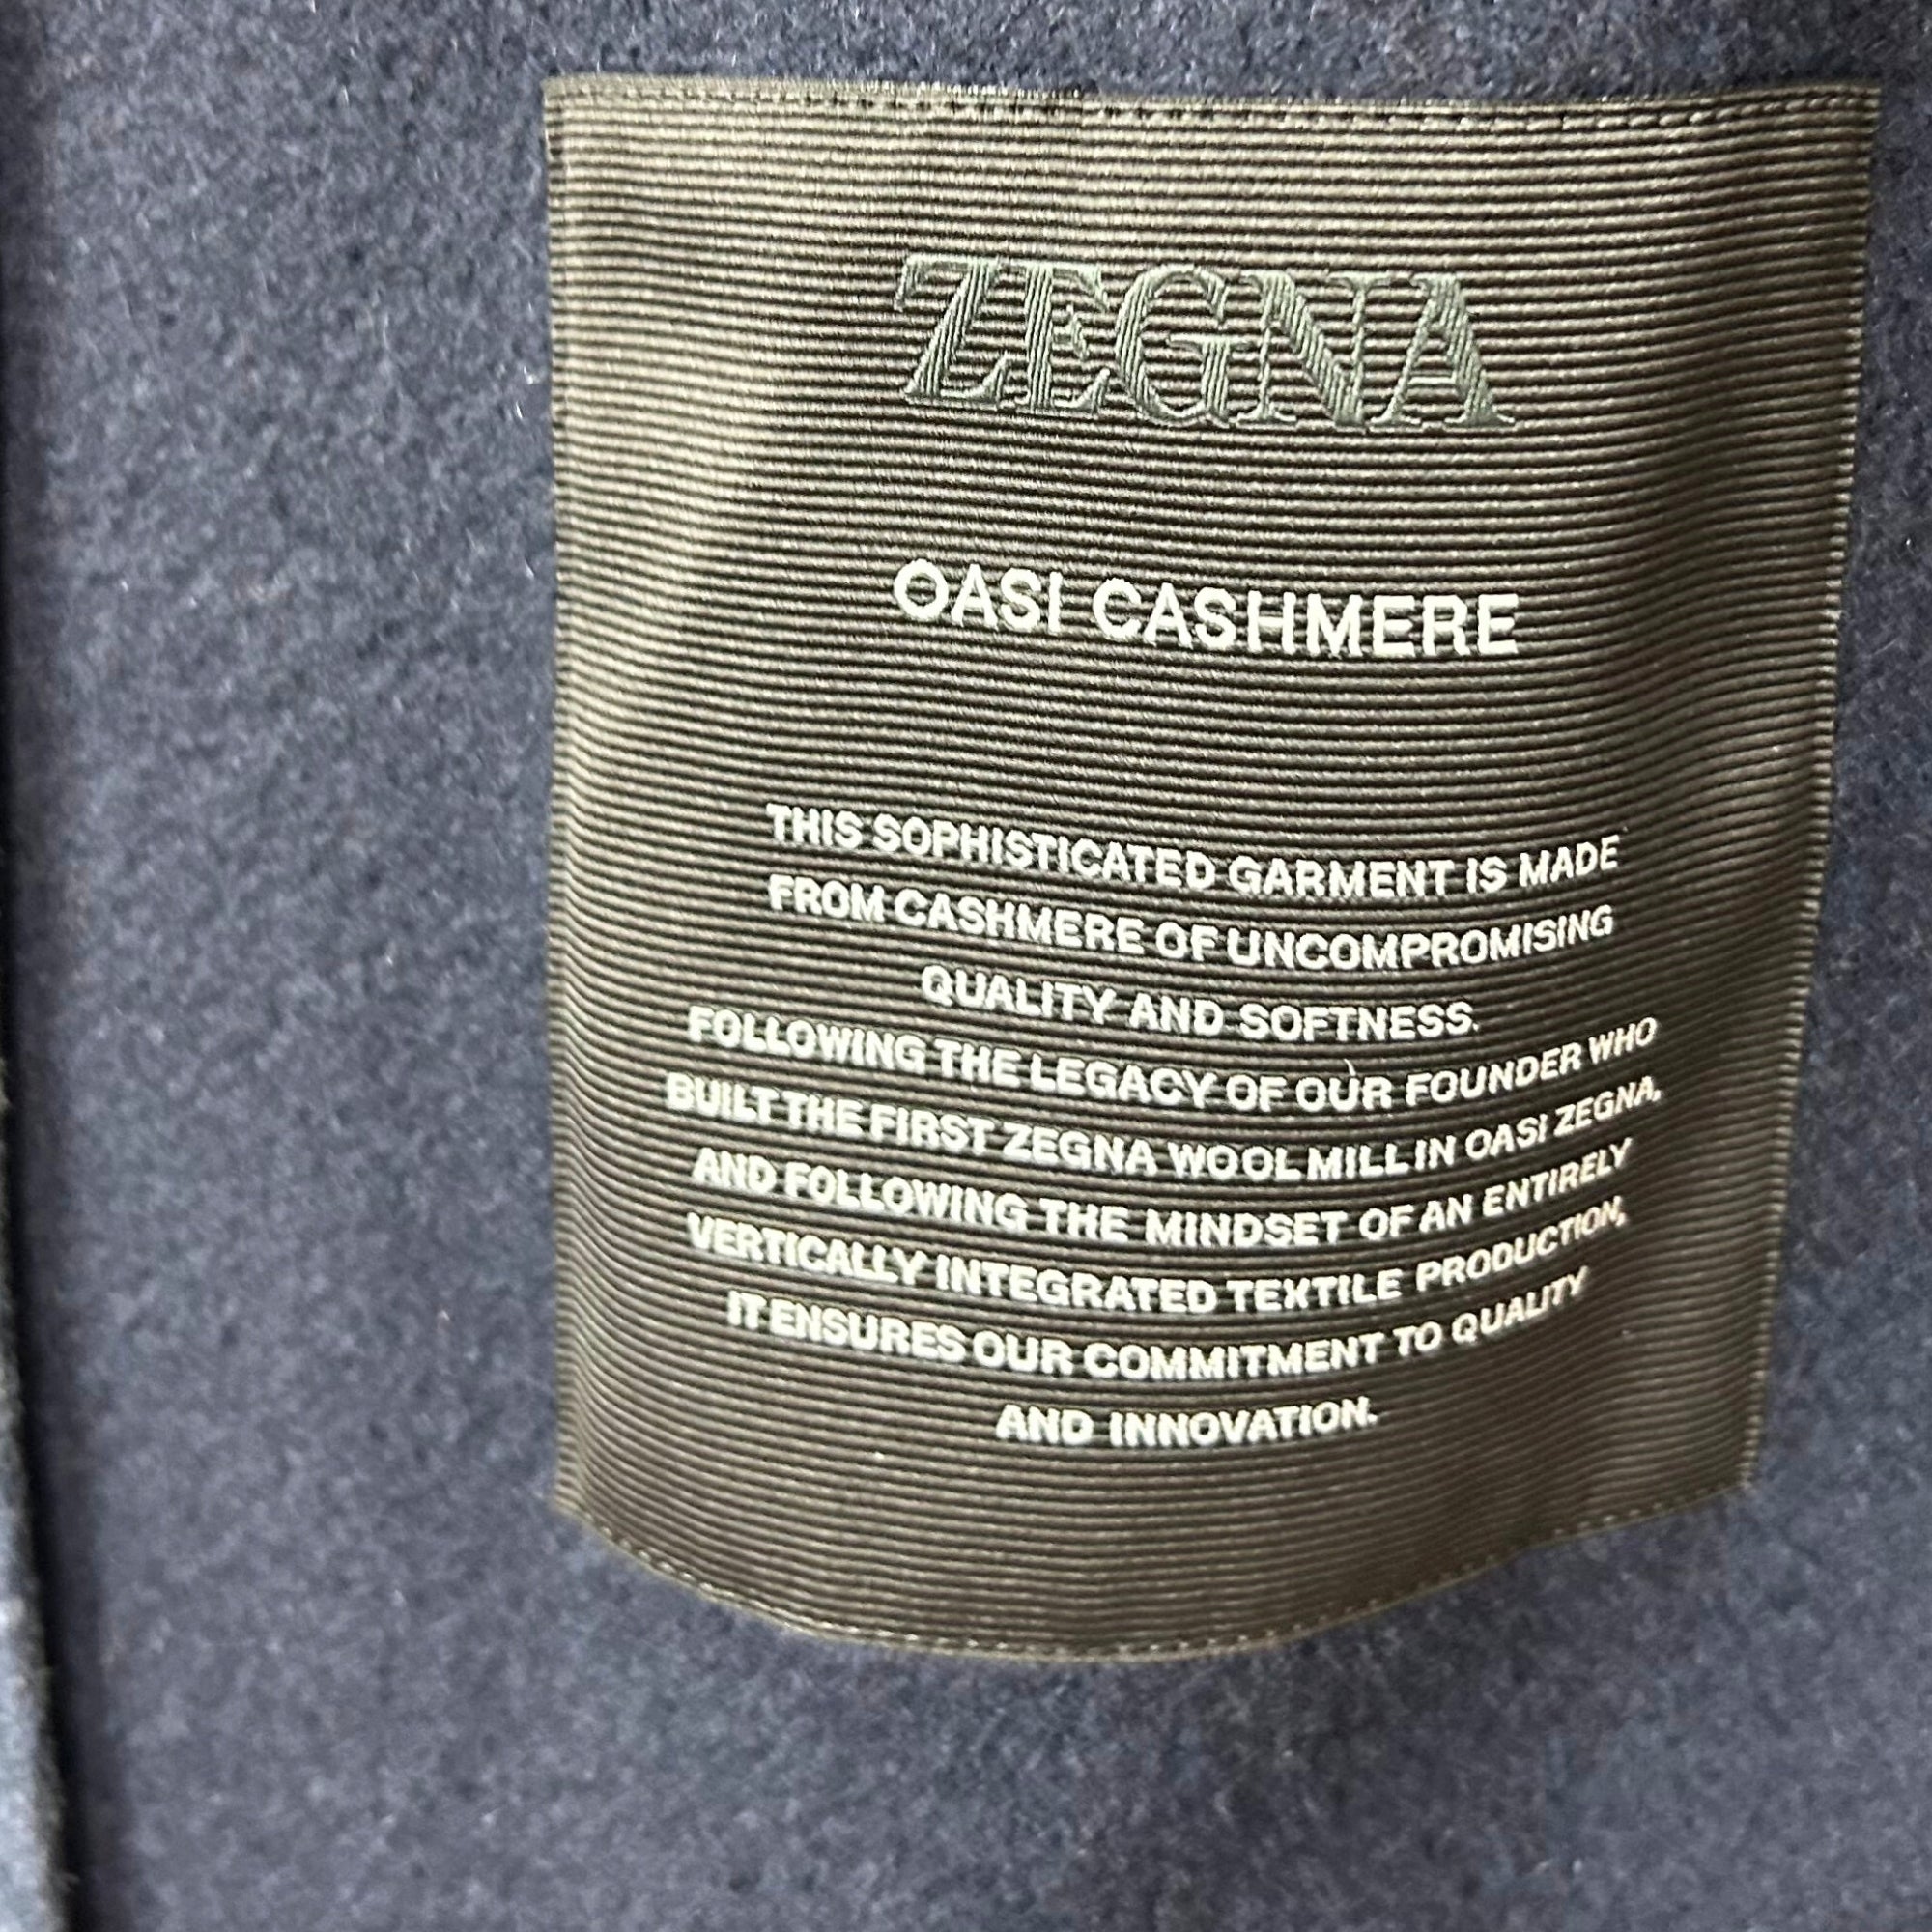 ZEGNA
OASI CASHMERE
THIS SOPHISTICATED GARMENT IS MADE
FROM CASHMERE OF UNCOMPROMISING
QUALITY AND SOFTNESS.
FOLLOWING THE LEGACY OF OUR FOUNDER WHO
BUILT THE FIRST ZEGNA WOOL MILL IN OASI ZEGNA,
AND FOLLOWING THE MINDSET OF AN ENTIRELY
VERTICALLY INTEGRATED TEXTILE PRODUCTION,
IT ENSURES OUR COMMITMENT TO QUALITY
AND INNOVATION.